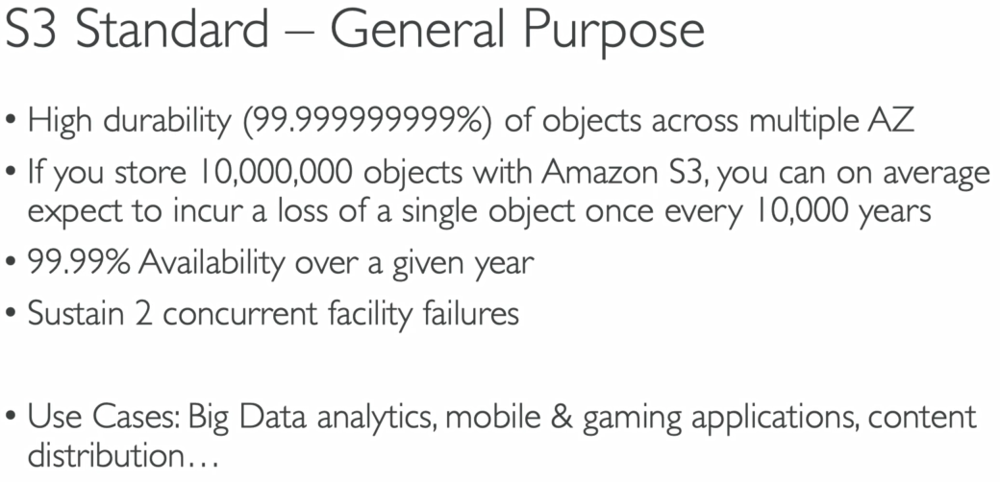 S3 Standard – General Purpose
• High durability (99.999999999%) of objects across multiple AZ
• If you store 10,000,000 objects with Amazon S3, you can on average
expect to incur a loss of a single object once every 10,000 years
• 99.99% Availability over a given year
• Sustain 2 concurrent facility failures
• Use Cases: Big Data analytics, mobile & gaming applications, content
distribution…